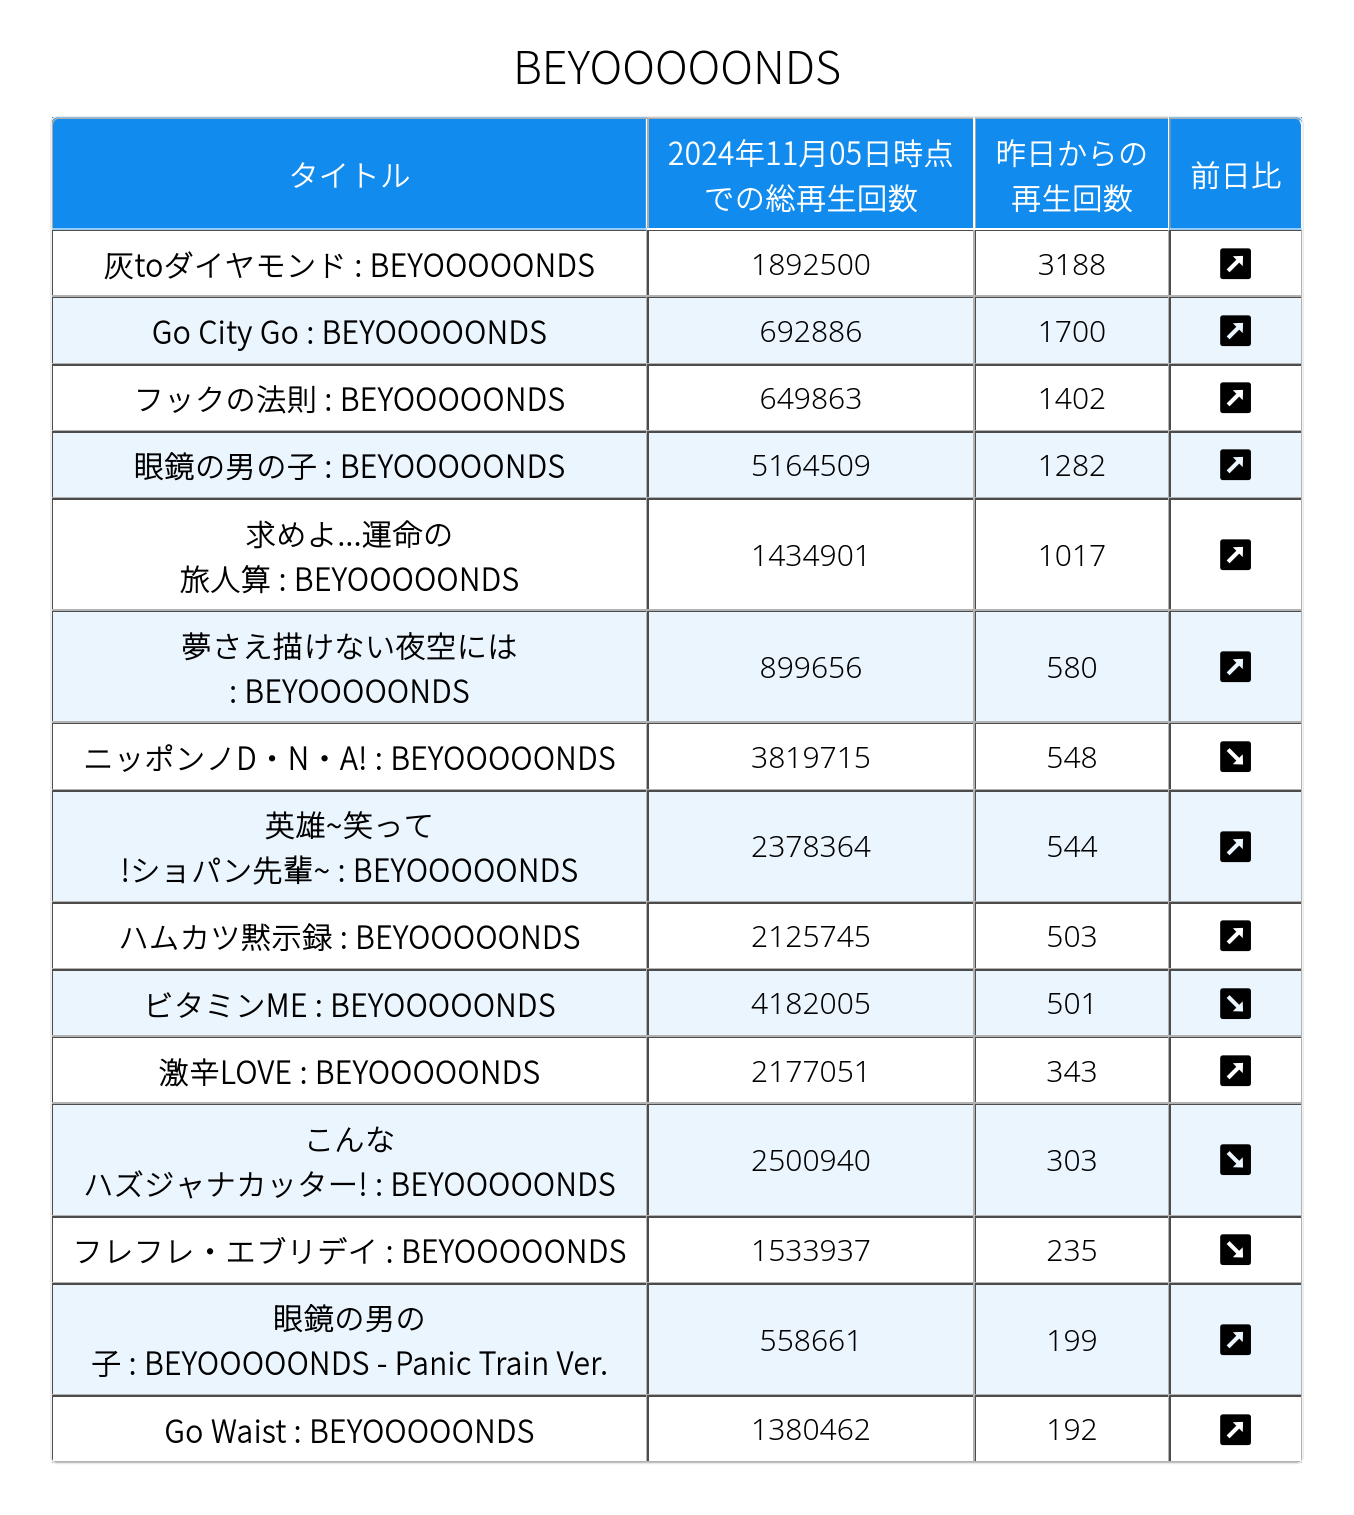 BEYOOOOONDS
タイトル
2024年11月05日時点
での総再生回数
昨日からの
再生回数
前日比
灰toダイヤモンド : BEYOOOOONDS 1892500 3188
Go City Go : BEYOOOOONDS 692886 1700
フックの法則 : BEYOOOOONDS 649863 1402
眼鏡の男の子 : BEYOOOOONDS 5164509 1282
求めよ...運命の
旅人算 : BEYOOOOONDS 1434901 1017
夢さえ描けない夜空には
: BEYOOOOONDS 899656 580
ニッポンノD・N・A! : BEYOOOOONDS 3819715 548
英雄~笑って
!ショパン先輩~ : BEYOOOOONDS 2378364 544
ハムカツ黙示録 : BEYOOOOONDS 2125745 503
ビタミンME : BEYOOOOONDS 4182005 501
激辛LOVE : BEYOOOOONDS 2177051 343
こんな
ハズジャナカッター! : BEYOOOOONDS 2500940 303
フレフレ・エブリデイ : BEYOOOOONDS 1533937 235
眼鏡の男の
子 : BEYOOOOONDS - Panic Train Ver. 558661 199
Go Waist : BEYOOOOONDS 1380462 192